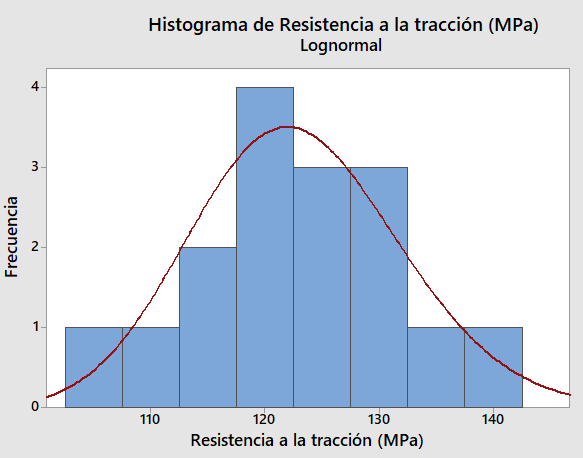 Histograma de Resistencia a la tracción (MPa)
Lognormal
4
3
2
1
0
Frecuencia
110 120 130 140
Resistencia a la tracción (MPa)